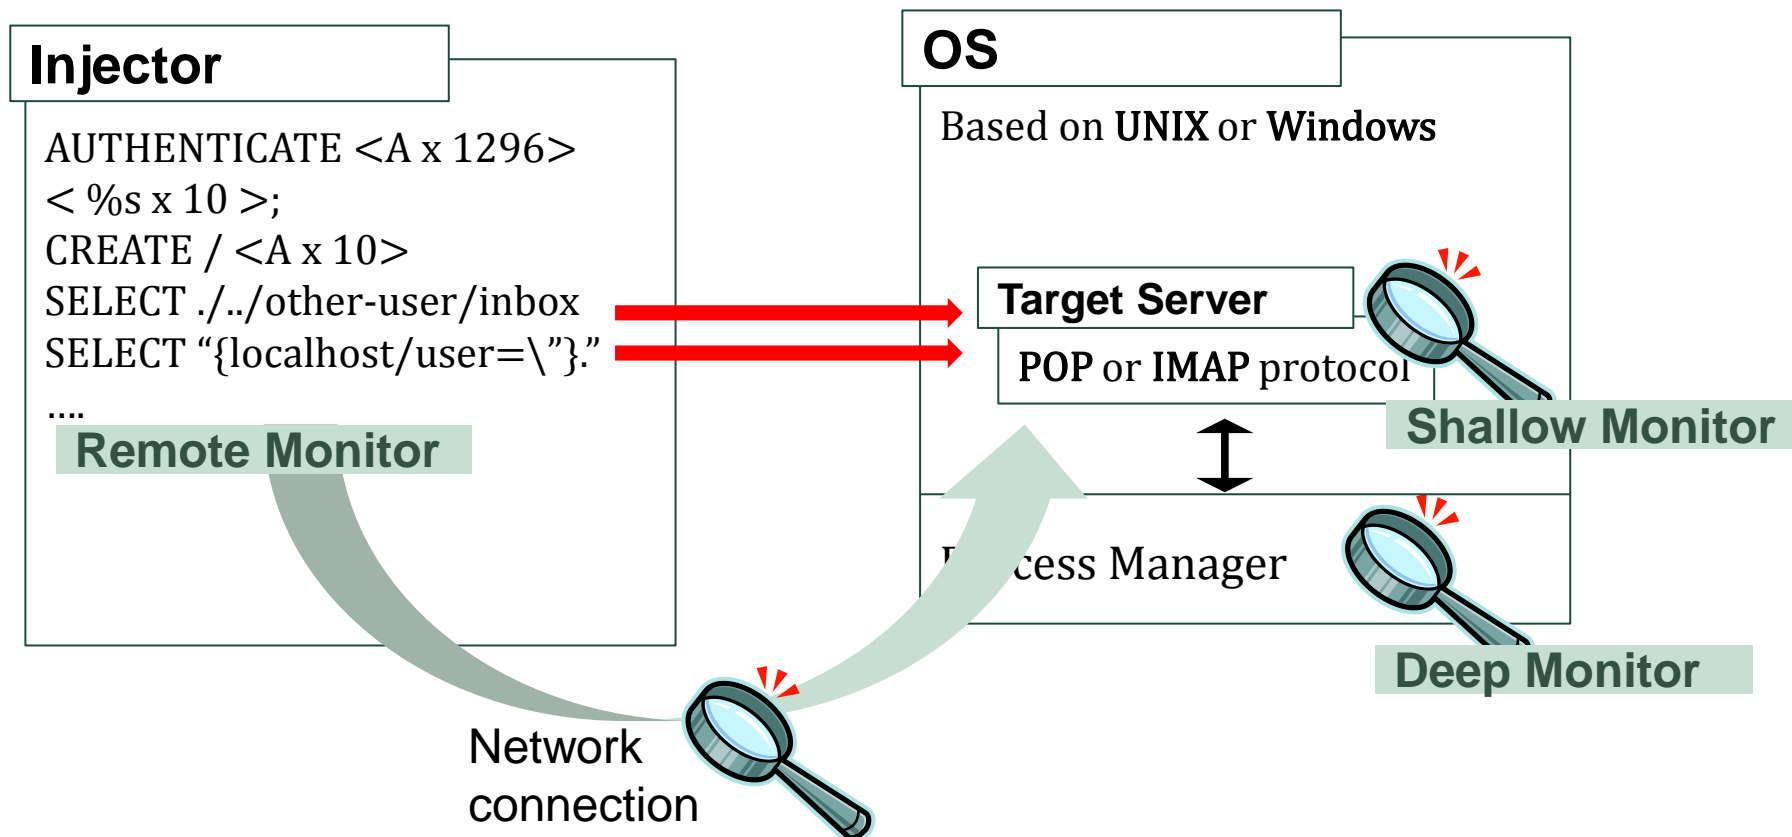 Injector
AUTHENTICATE <A x 1296>
< %s x 10 >;
CREATE / <A x 10>
SELECT ./../other-user/inbox
SELECT “{localhost/user=\”}.”
....
Remote Monitor
Network
connection
OS
Based on UNIX or Windows
Target Server
POP or IMAP protocol
Shallow Monitor
Manager
Deep Monitor